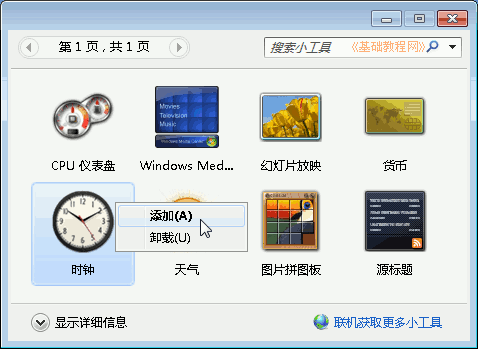 第 1 页 , 共 1 页
搜索小工具 《基础教程网》
CPU 仪表盘 Windows Med... 幻灯片放映 货币
Movies
Television
Music
添加(A)
卸载(U)
时钟 天气 图片拼图板 源标题
显示详细信息 联机获取更多小工具